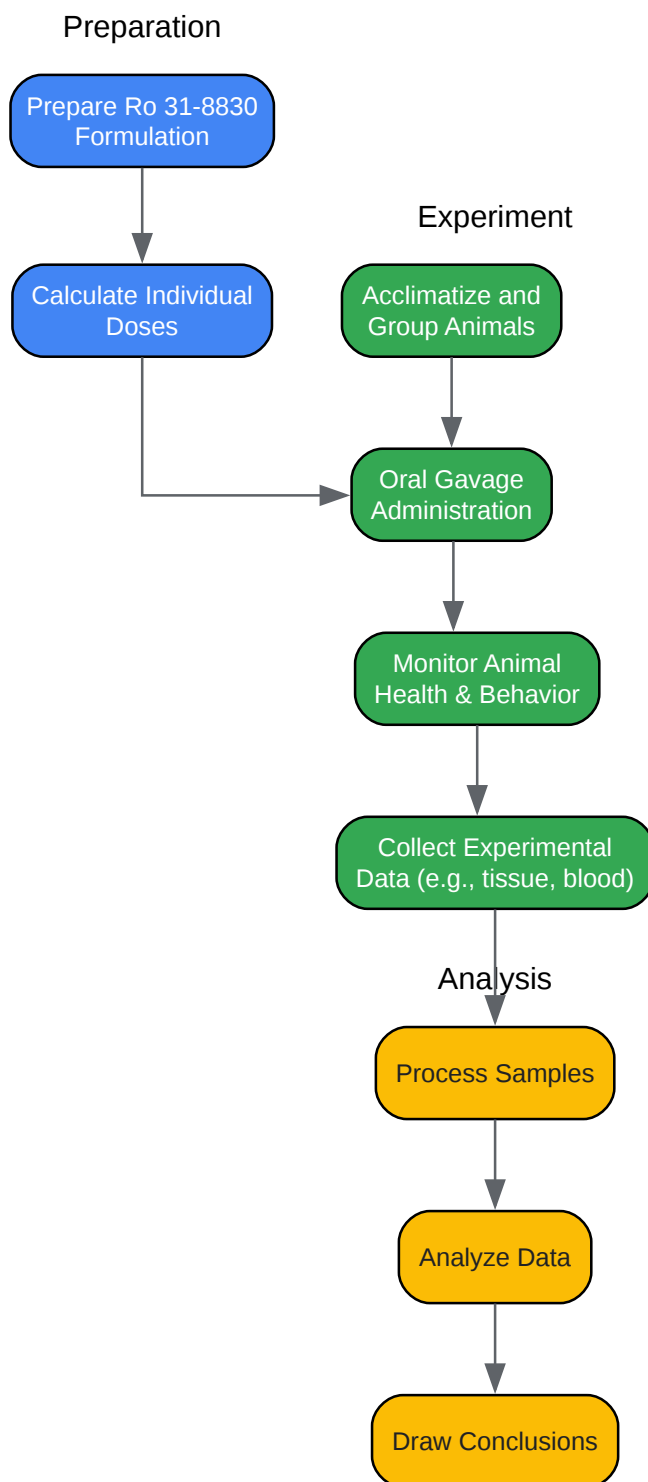 Preparation
Prepare Ro 31-8830
Formulation
Experiment
Calculate Individual
Doses
Acclimatize and
Group Animals
Oral Gavage
Administration
Monitor Animal
Health & Behavior
Collect Experimental
Data (e.g., tissue, blood)
Analysis
Process Samples
Analyze Data
Draw Conclusions